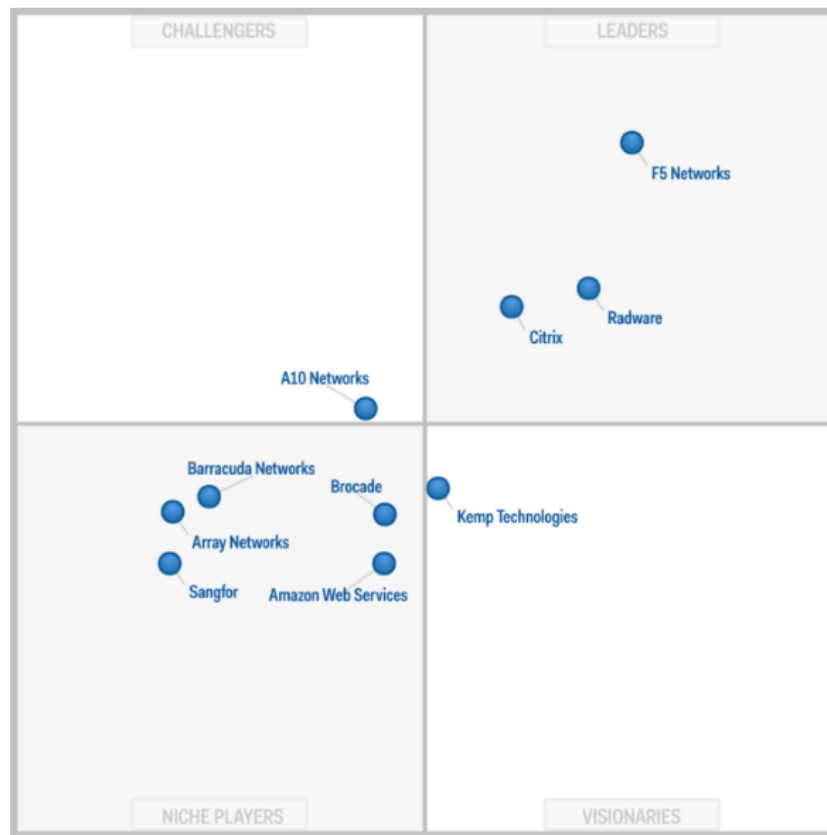 CHALLENGERS
LEADERS
F5 Networks
Radware
Citrix
A10 Networks
Barracuda Networks
Brocade
Kemp Technologies
Array Networks
Sangfor
Amazon Web Services
NICHE PLAYERS
VISIONARIES